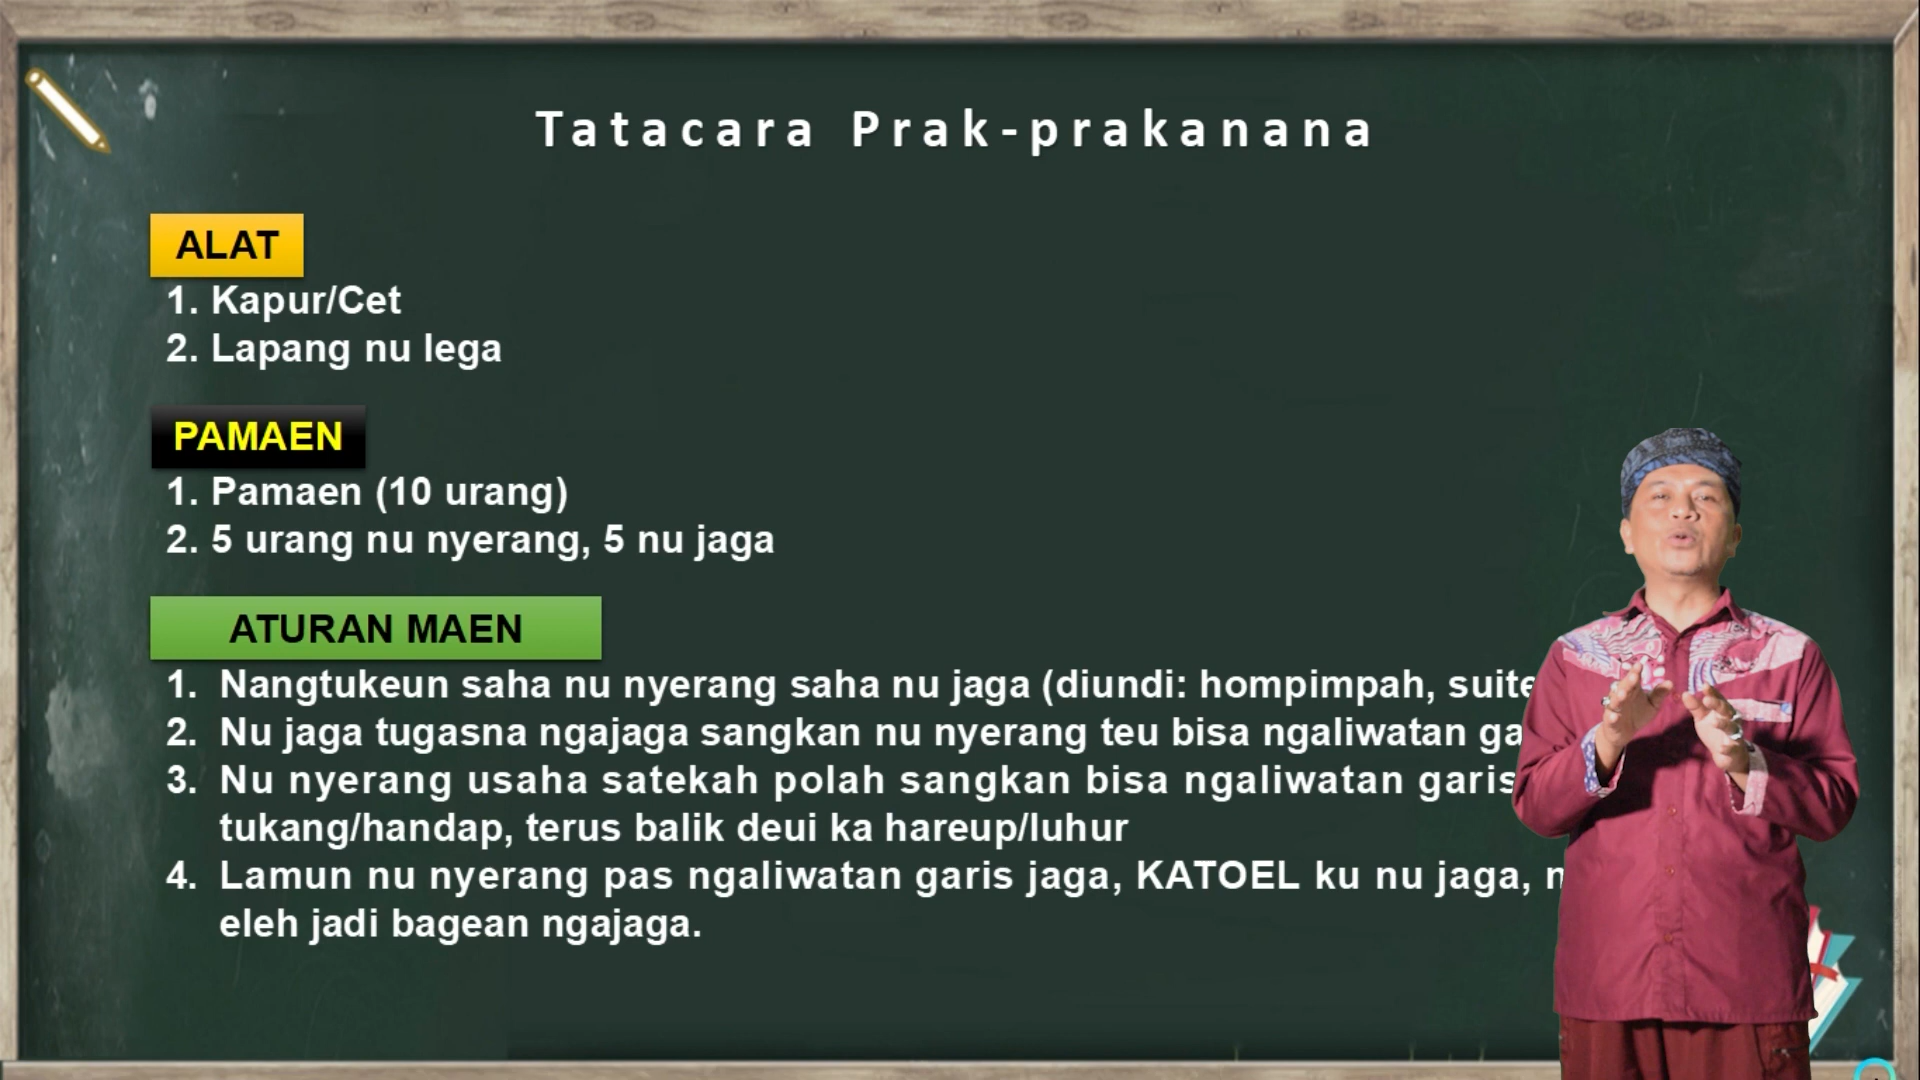 Tatacara Prak-prakanana
ALAT
1. Kapur/Cet
2. Lapang nu lega
PAMAEN
1. Pamaen (10 urang)
2. 5 urang nu nyerang, 5 nu jaga
ATURAN MAEN
1. Nangtukeun saha nu nyerang saha nu jaga (diundi: hompimpah,
2. Nu jaga tugasna ngajaga sangkan nu nyerang teu bisa ngaliwatan
3. Nu nyerang usaha satekah polah sangkan bisa ngaliwatan garis
tukang/handap, terus balik deui ka hareup/luhur
4. Lamun nu nyerang pas ngaliwatan garis jaga, KATOEL ku nu jaga,
eleh jadi bagean ngajaga.